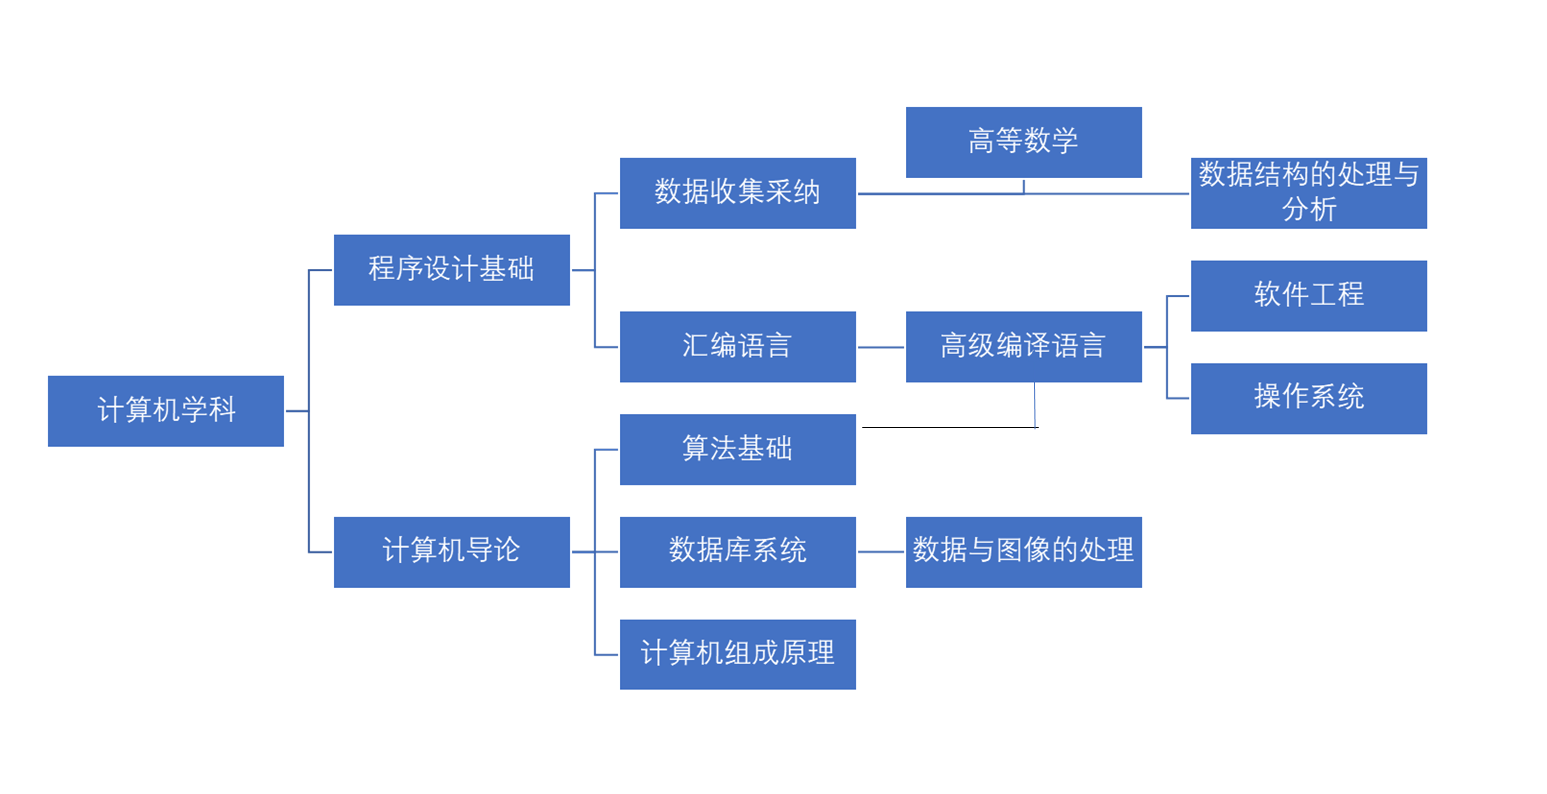 高等数学
数据收集采纳
数据结构的处理与
分析
程序设计基础
软件工程
汇编语言
高级编译语言
操作系统
计算机学科
算法基础
计算机导论
数据库系统
数据与图像的处理
计算机组成原理